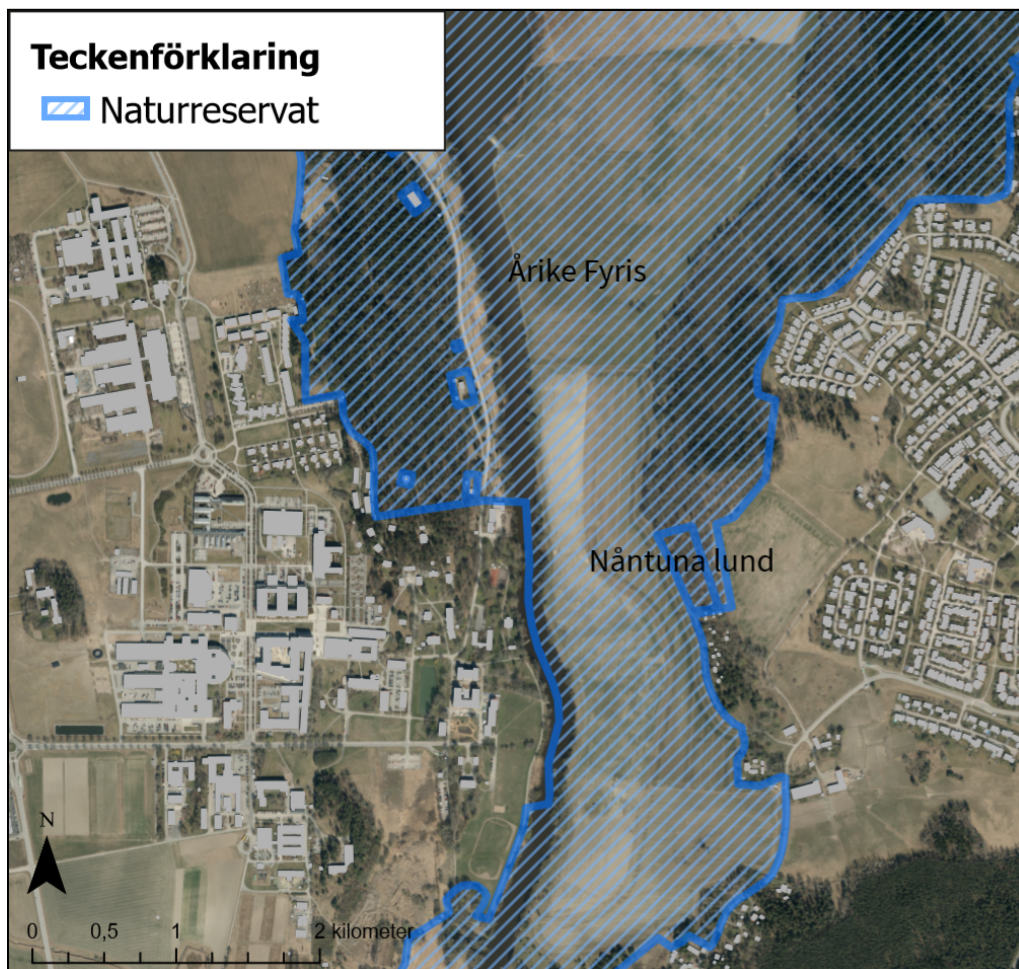 Teckenförklaring
Naturreservat
Årike Fyris
Nåntuna lund
N
0 0,5 1 2 kilometer